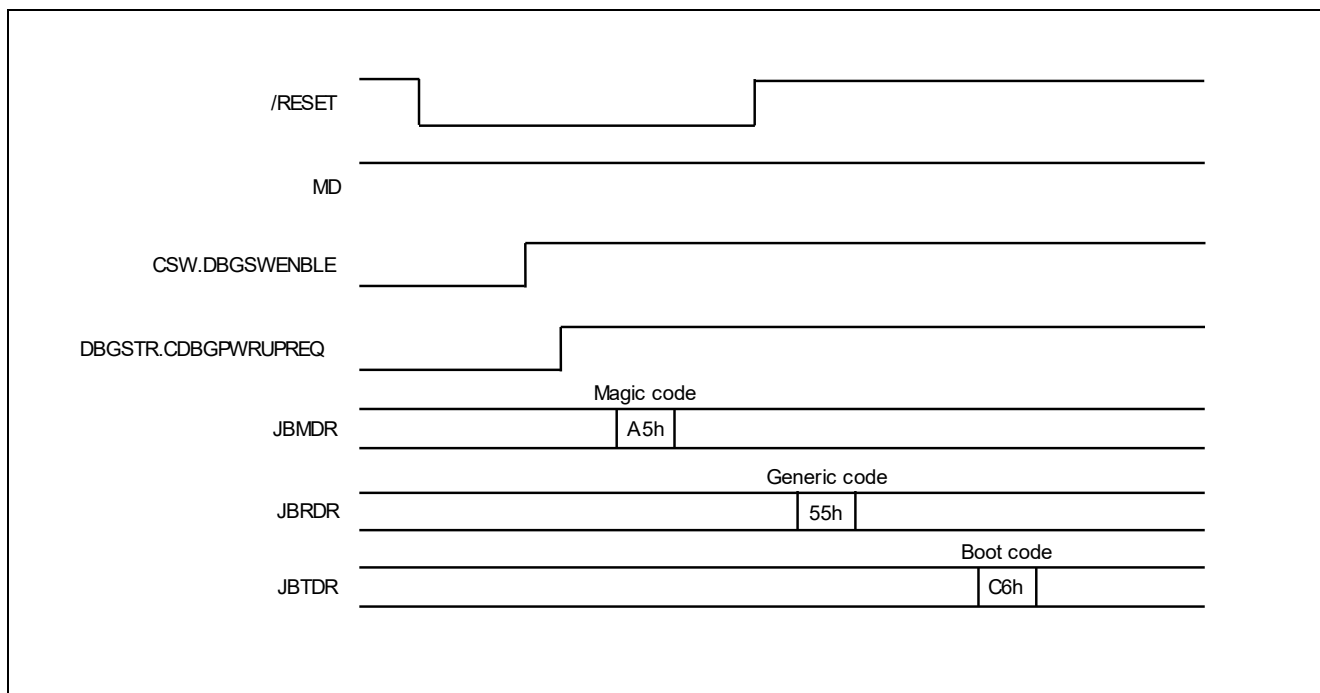 /RESET
MD
CSW.DBGSWENBLE
DBGSTR.CDBGPWRUPREQ
Magic code
JBMDR A5h
Generic code
JBRDR 55h
Boot code
JBTDR C6h